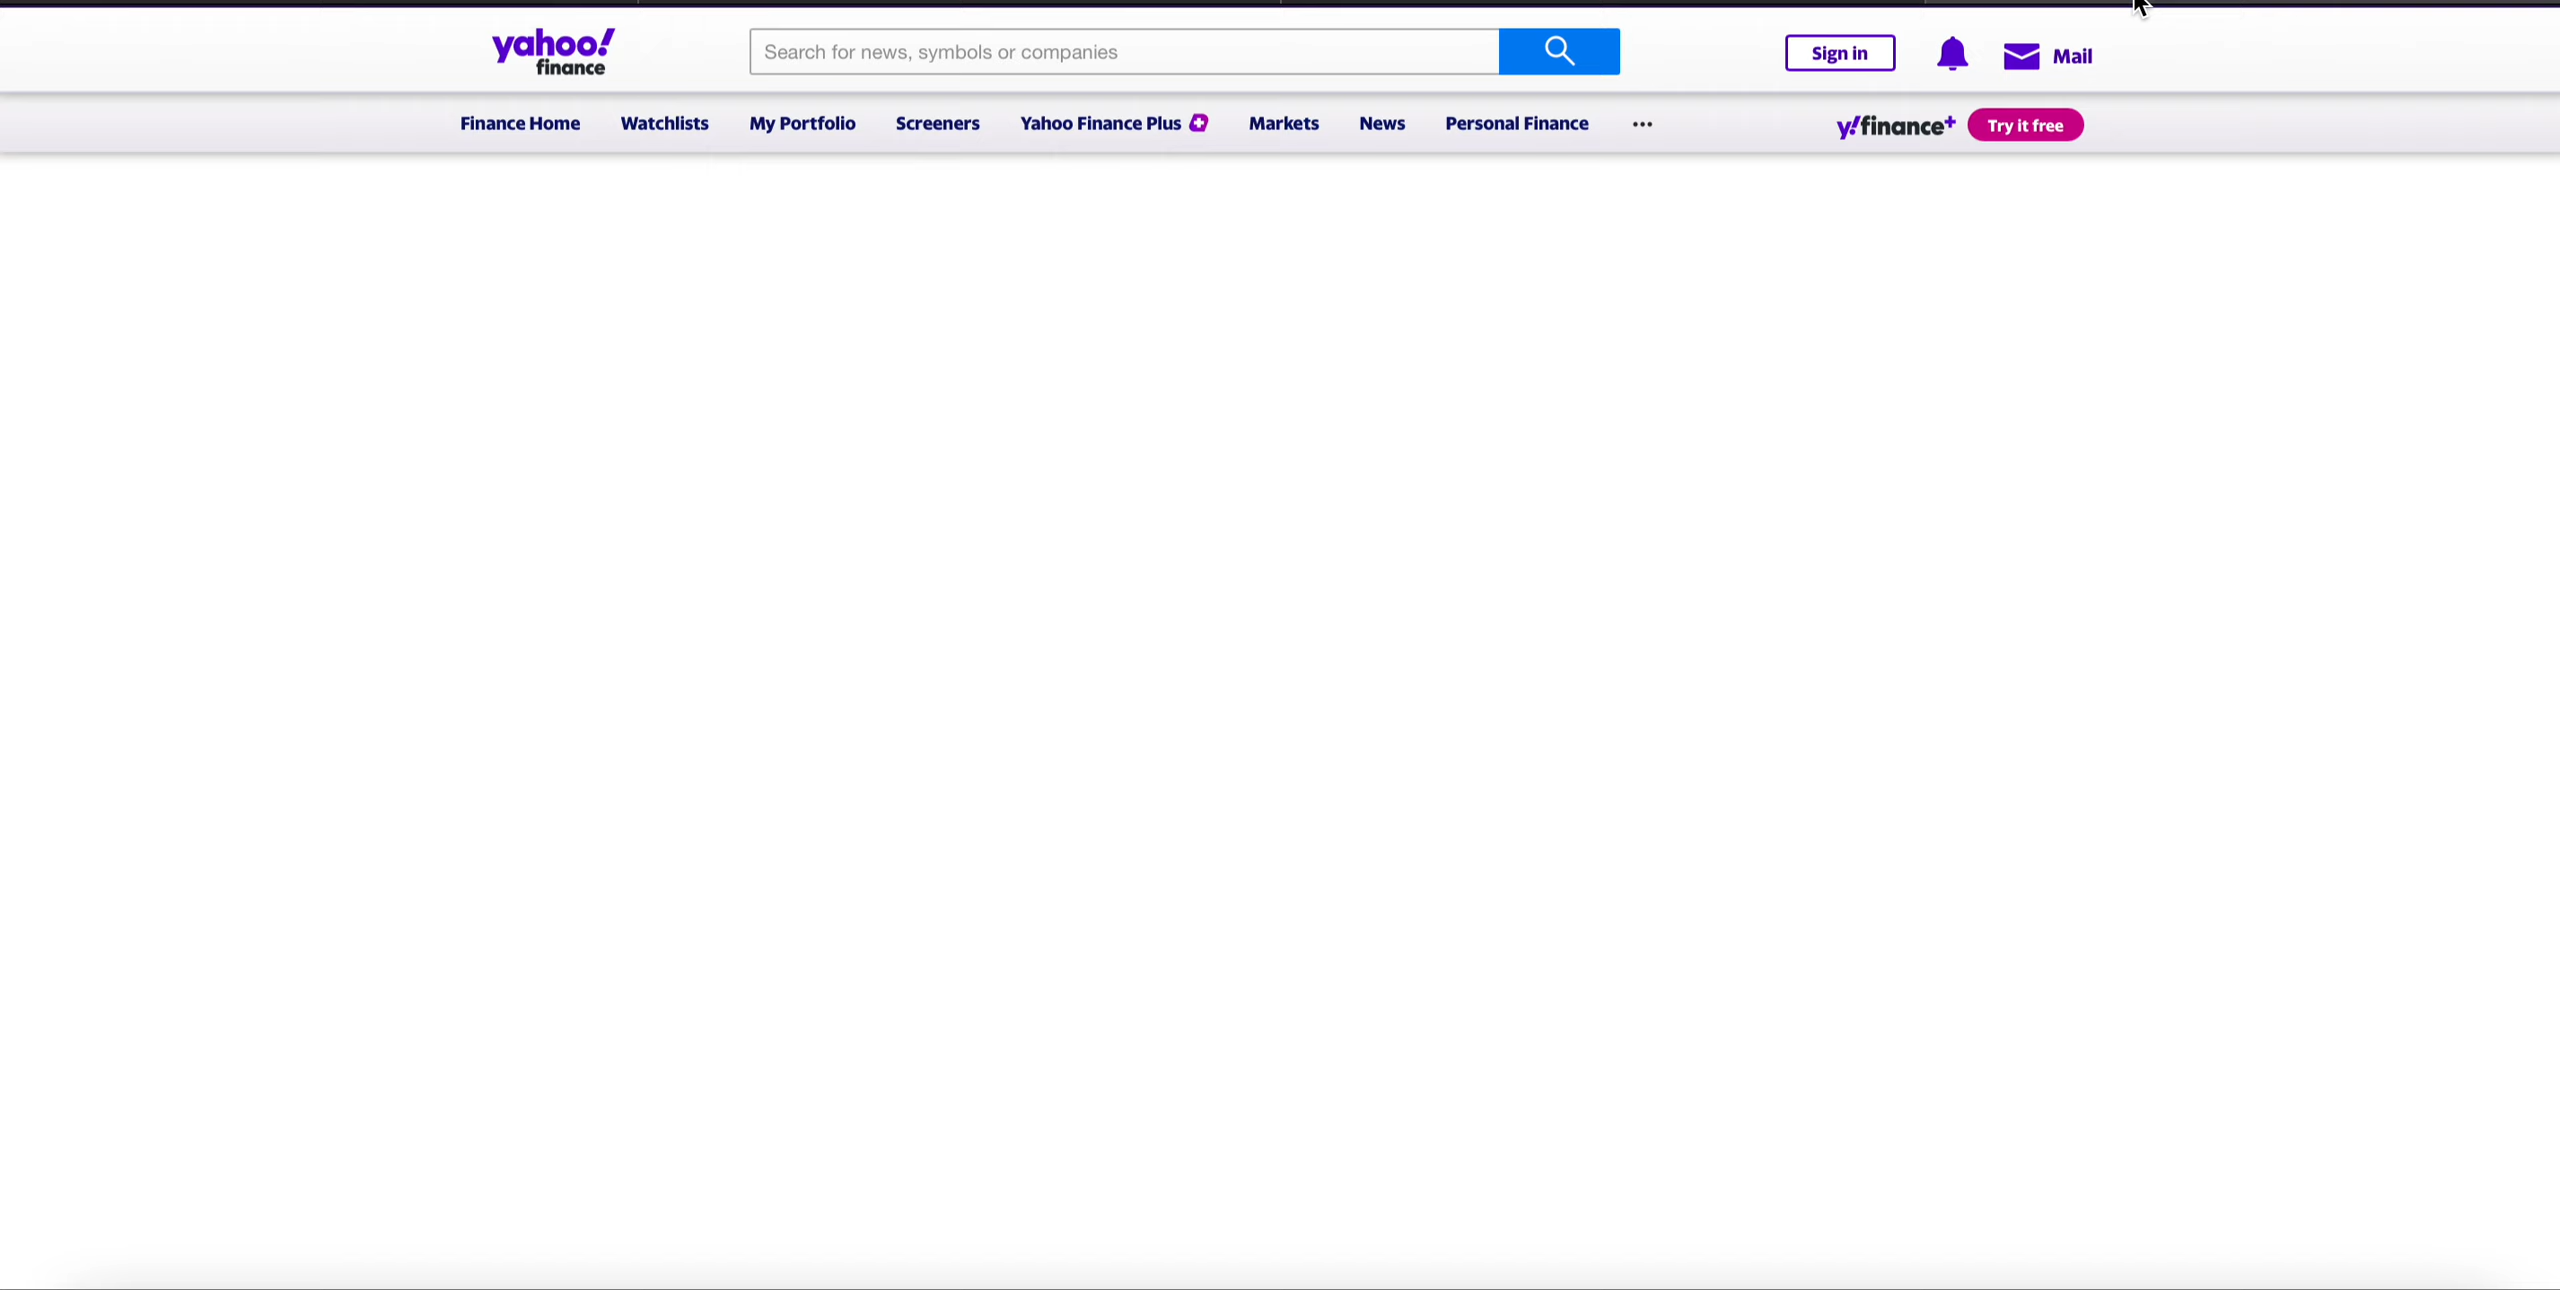 yahoo!
finance
Search for news, symbols or companies
Sign in
Mail
Finance Home
Watchlists
My Portfolio
Screeners
Yahoo Finance Plus
Markets
News
Personal Finance
...
y!finance+
Try it free